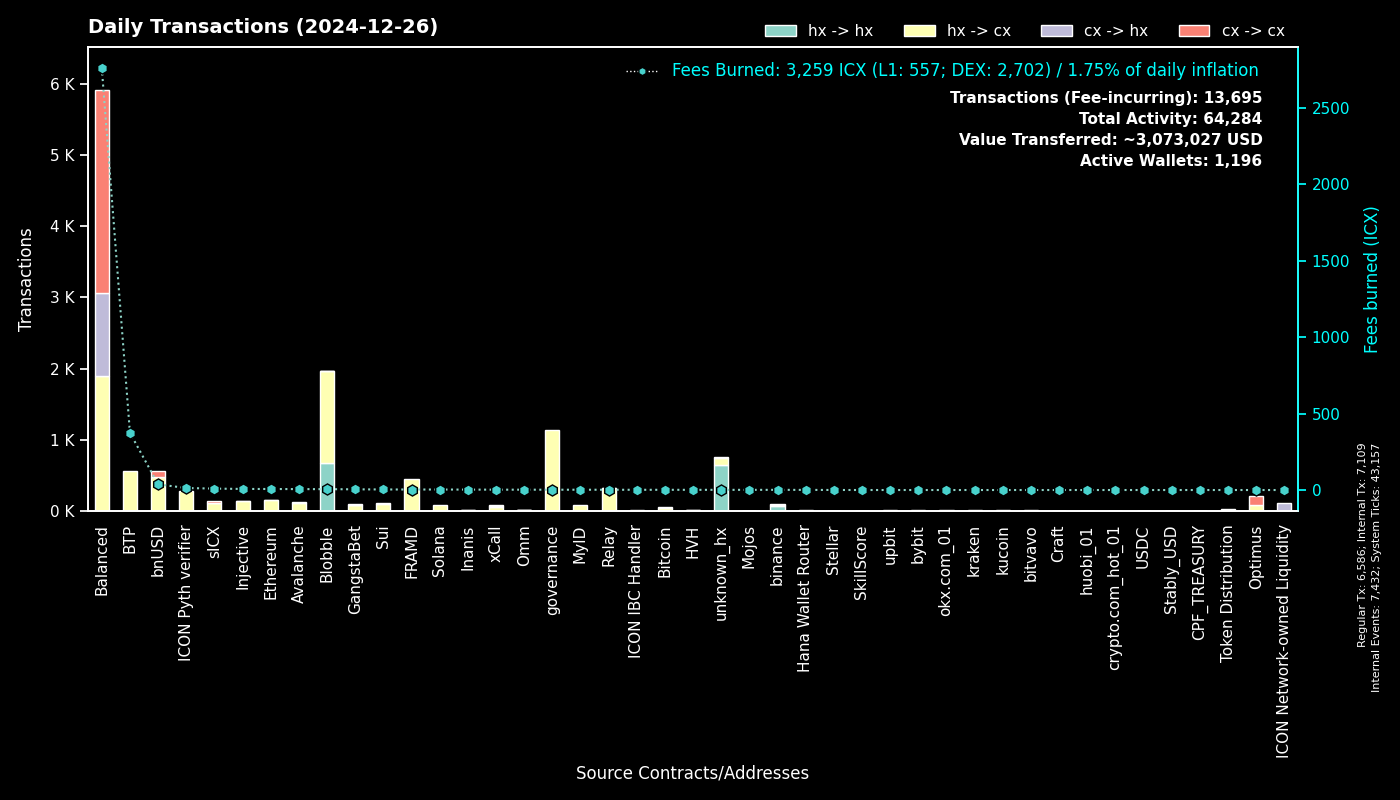 Daily Transactions (2024-12-26)
hx -> hx
hx -> cx
cx -> hx
cx -> cx
Fees Burned: 3,259 ICX (L1: 557; DEX: 2,702) / 1.75% of daily inflation
Transactions (Fee-incurring): 13,695
Total Activity: 64,284
Value Transferred: ~3,073,027 USD
Active Wallets: 1,196
Transactions
6 K
5 K
4 K
3 K
2 K
1 K
0 K
2500
2000
1500
1000
500
0
Fees burned (ICX)
Balanced
BTP
bnUSD
ICON Pyth verifier
sICX
Injective
Ethereum
Avalanche
Blobble
GangstaBet
Sui
FRAMD
Solana
Inanis
xCall
Omm
governance
MyID
Relay
ICON IBC Handler
Bitcoin
HVH
unknown_hx
Mojos
binance
Hana Wallet Router
Stellar
SkillScore
upbit
bybit
okx.com_01
kraken
kucoin
bitvavo
Craft
huobi_01
crypto.com_hot_01
USDC
Stably_USD
CPF_TREASURY
Token Distribution
Optimus
ICON Network-owned Liquidity
Source Contracts/Addresses
Regular Tx: 6,586; Internal Tx: 7,109
Internal Events: 7,432; System Ticks: 43,157